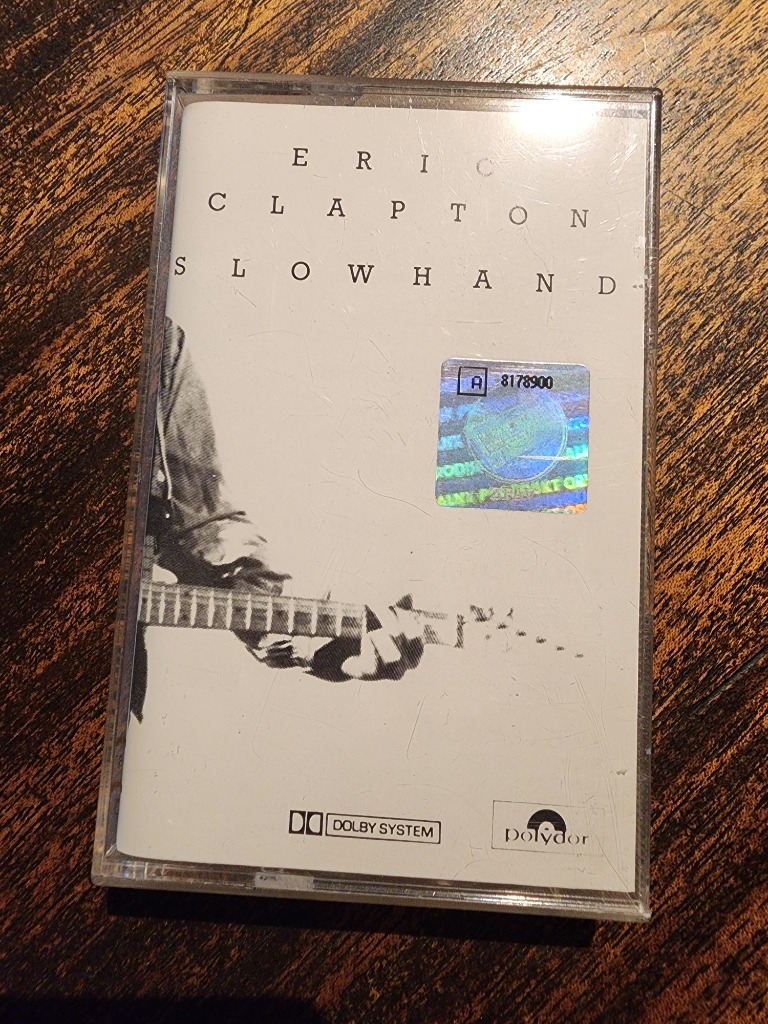 ERIC
CLAPTON
SLOWHAND
A 8178900
DOLBY SYSTEM
polydor